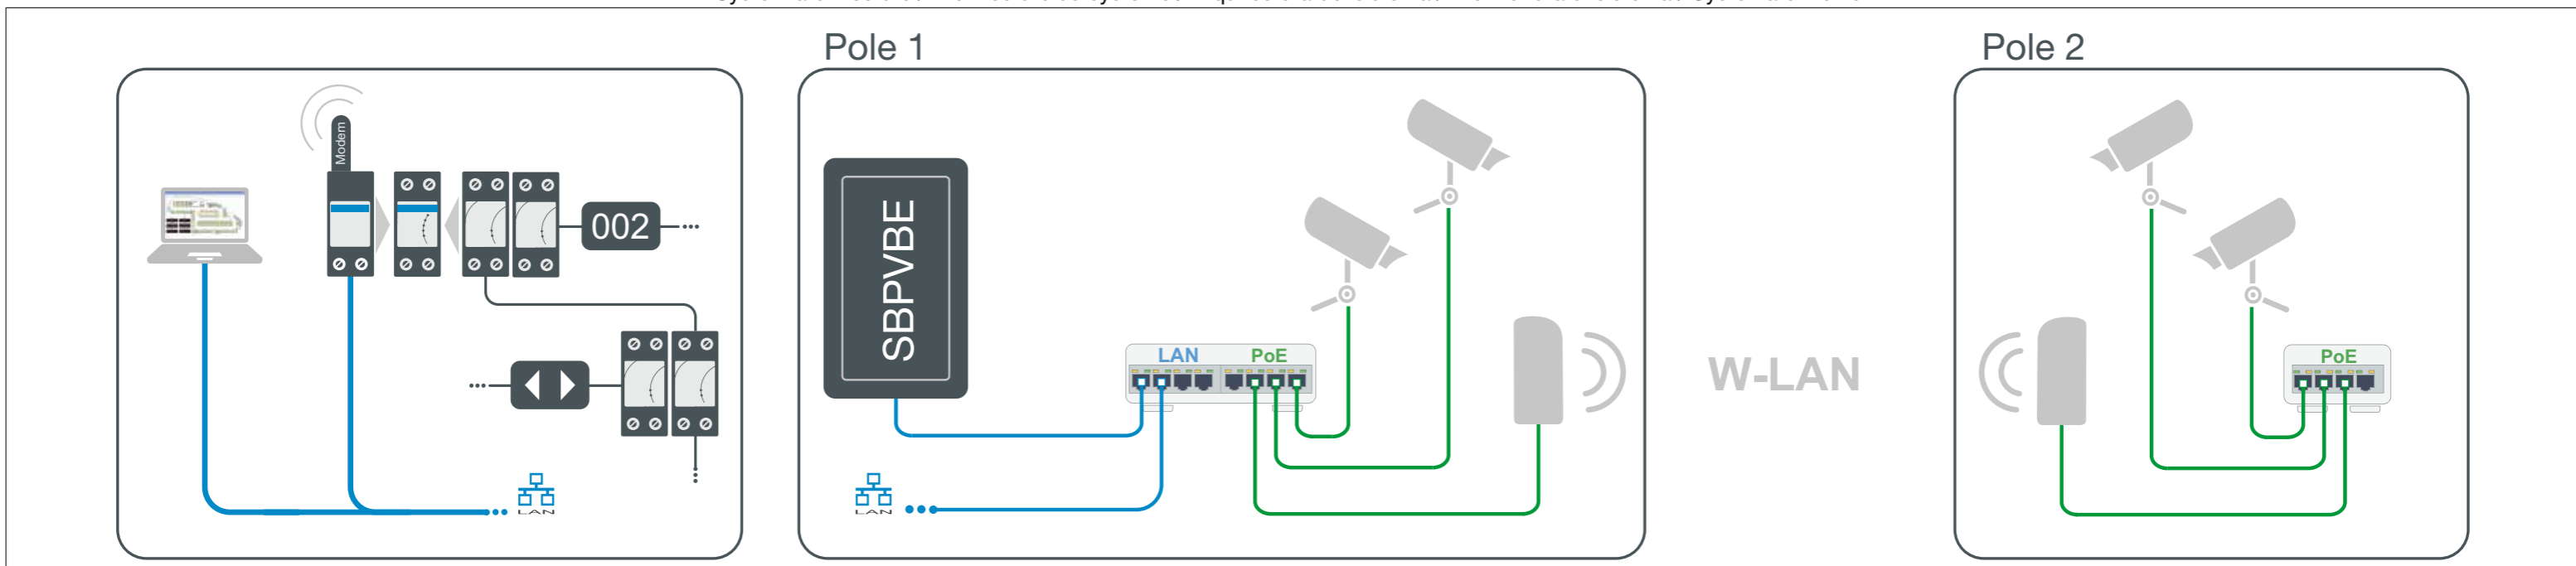 Pole 1
Pole 2
Modem
002
SBPVBE
LAN
PoE
W-LAN
PoE
LAN
LAN